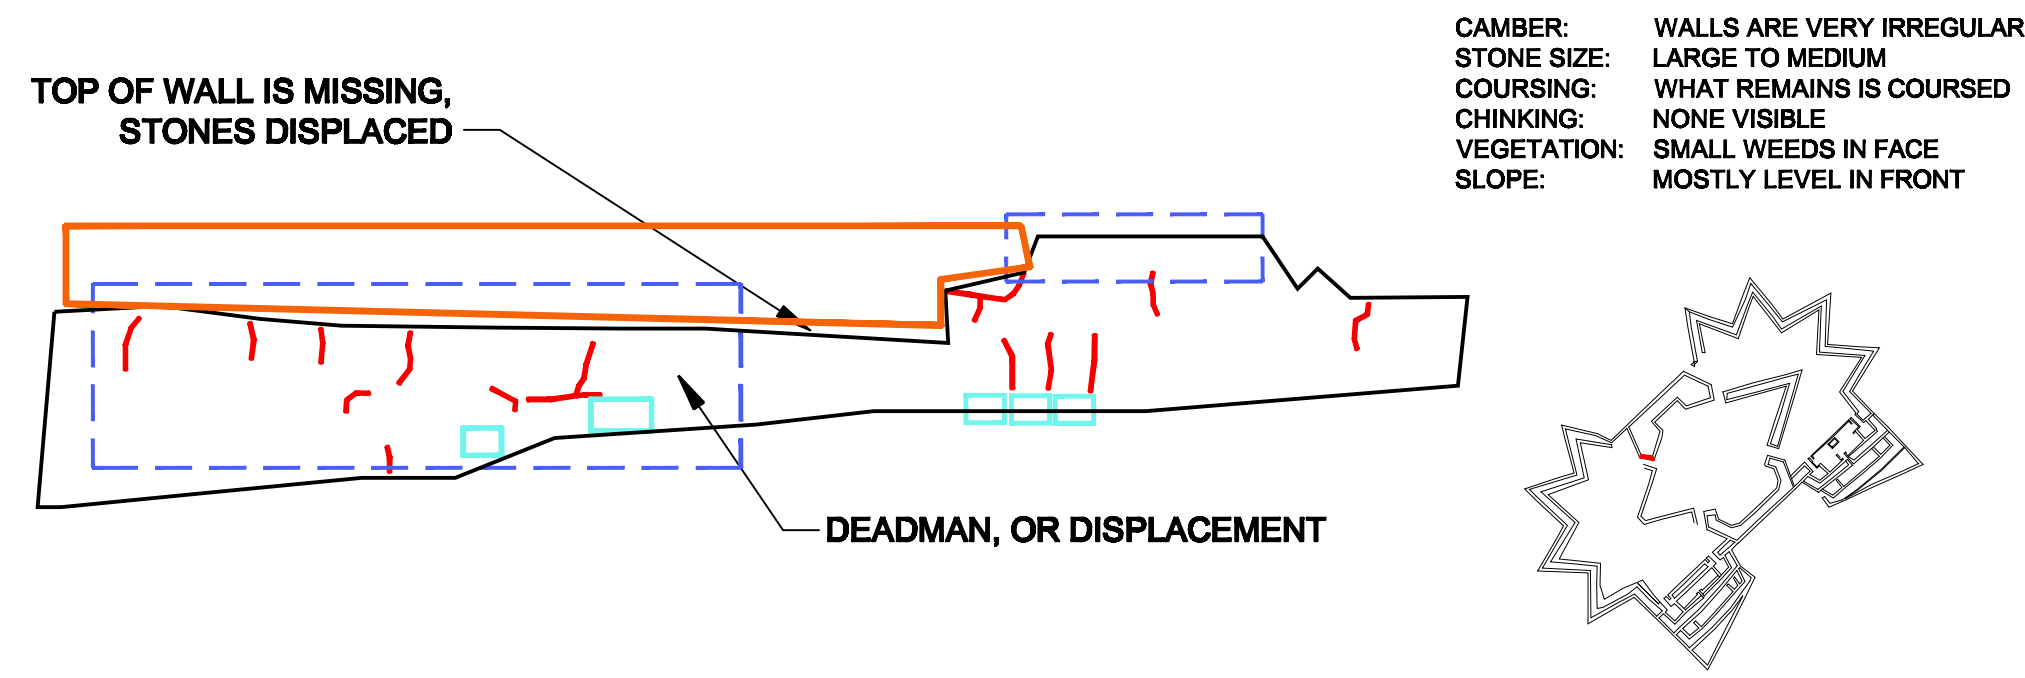 CAMBER: WALLS ARE VERY IRREGULAR
STONE SIZE: LARGE TO MEDIUM
COURSING: WHAT REMAINS IS COURSED
CHINKING: NONE VISIBLE
VEGETATION: SMALL WEEDS IN FACE
SLOPE: MOSTLY LEVEL IN FRONT
TOP OF WALL IS MISSING,
STONES DISPLACED
DEADMAN, OR DISPLACEMENT